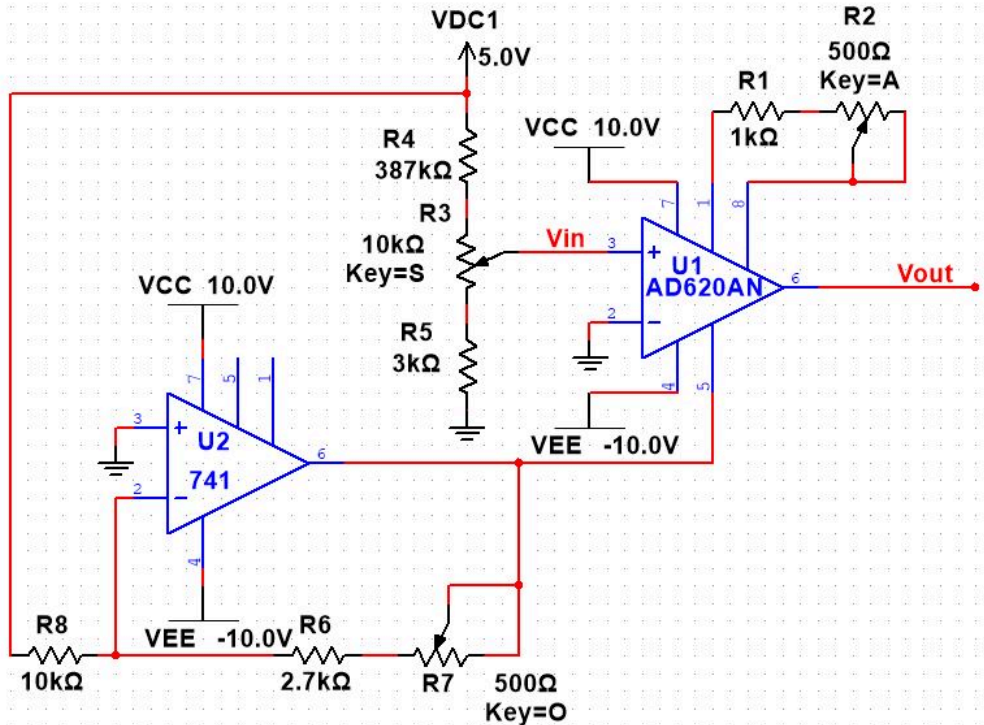 VDC1
5.0V
R2
500Ω
Key=A
R1
1kΩ
VCC 10.0V
R4
387kΩ
R3
10kΩ
Key=S
Vin
7
1
8
3
+
U1
AD620AN
6
Vout
2
−
4
5
VEE -10.0V
R5
3kΩ
VCC 10.0V
7
5
1
3
+
U2
741
6
2
−
4
VEE -10.0V
R8
10kΩ
R6
2.7kΩ
R7
500Ω
Key=O